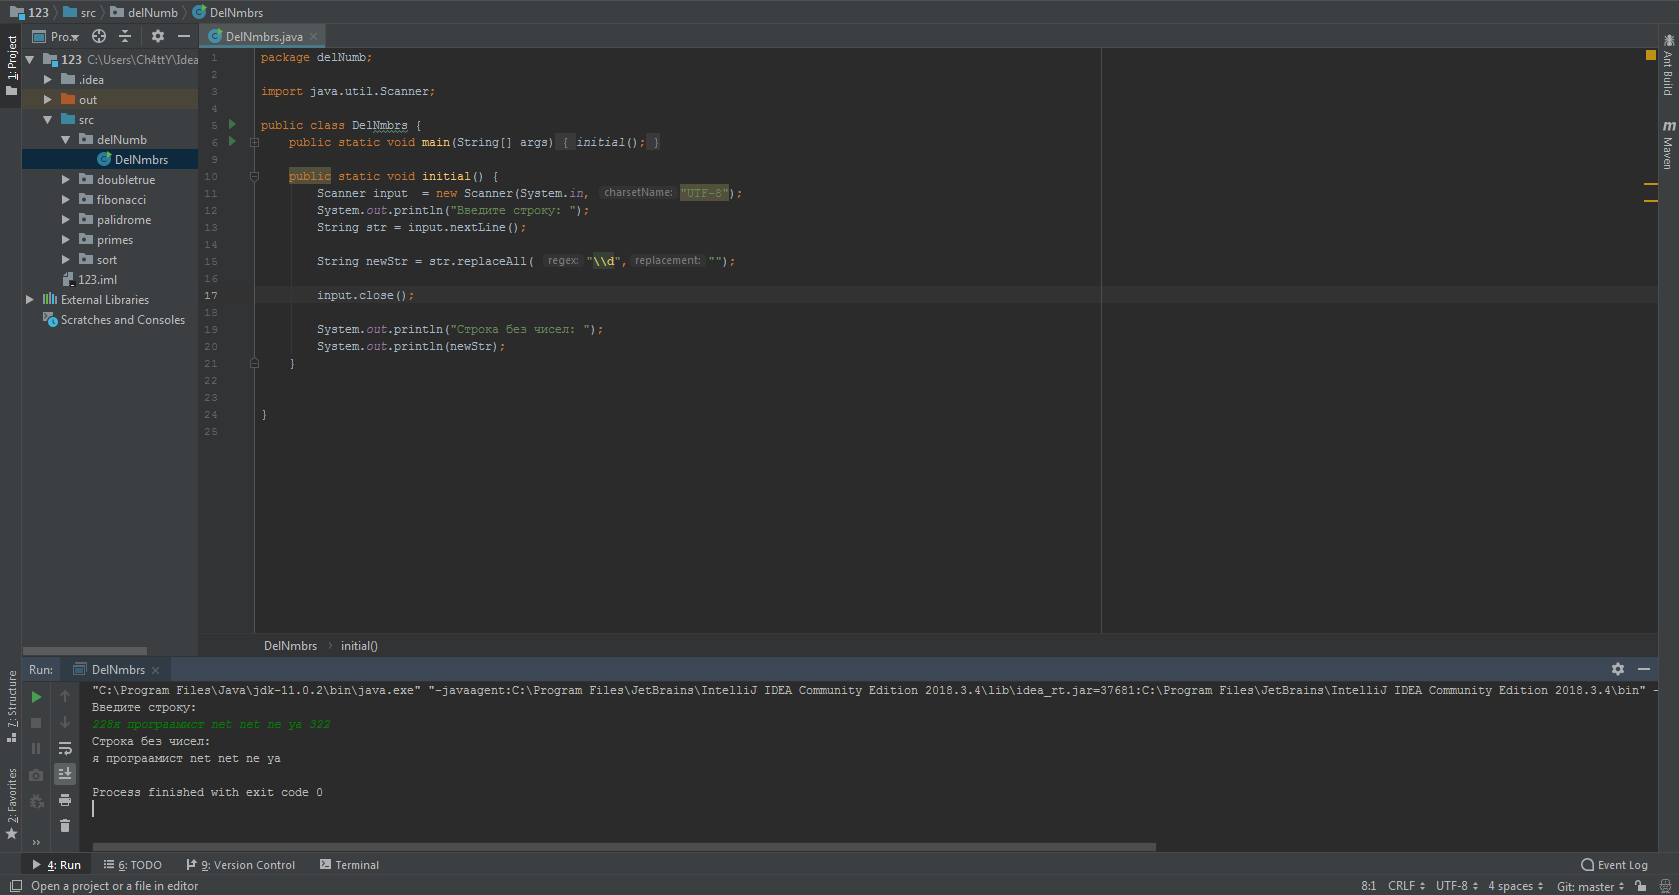 123 src delNumb DelNmbrs
Pro... DelNmbrs.java
1: Project
123 C:\Users\Ch4ttY\Idea
.idea
out
src
delNumb
DelNmbrs
doubletrue
fibonacci
palidrome
primes
sort
123.iml
External Libraries
Scratches and Consoles
1 package delNumb;
2
3 import java.util.Scanner;
4
5 public class DelNmbrs {
6 public static void main(String[] args) { initial(); }
9
10 public static void initial() {
11 Scanner input = new Scanner(System.in, charsetName: "UTF-8");
12 System.out.println("Введите строку: ");
13 String str = input.nextLine();
14
15 String newStr = str.replaceAll( regex: "\\d", replacement: "");
16
17 input.close();
18
19 System.out.println("Строка без чисел: ");
20 System.out.println(newStr);
21 }
22
23
24 }
25
Ant Build
Maven
DelNmbrs initial()
Run: DelNmbrs
7: Structure
2: Favorites
"C:\Program Files\Java\jdk-11.0.2\bin\java.exe" "-javaagent:C:\Program Files\JetBrains\IntelliJ IDEA Community Edition 2018.3.4\lib\idea_rt.jar=37681:C:\Program Files\JetBrains\IntelliJ IDEA Community Edition 2018.3.4\bin" -
Введите строку:
228я програамист net net ne ya 322
Строка без чисел:
я програамист net net ne ya
Process finished with exit code 0
4: Run 6: TODO 9: Version Control Terminal Event Log
Open a project or a file in editor 8:1 CRLF UTF-8 4 spaces Git: master